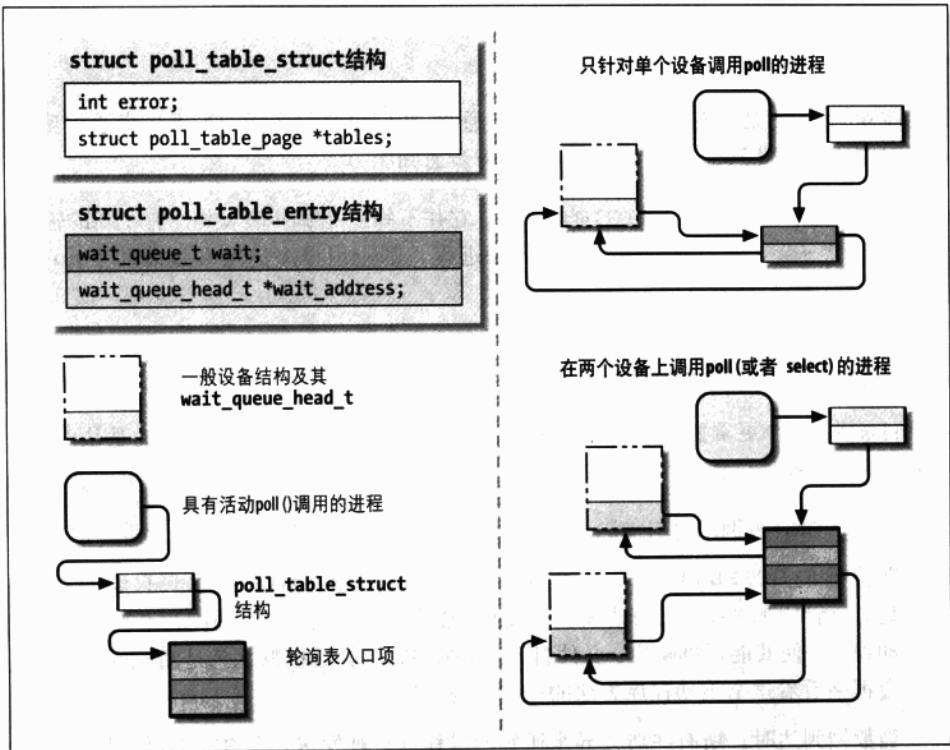 struct poll_table_struct结构
int error;
struct poll_table_page *tables;
struct poll_table_entry结构
wait_queue_t wait;
wait_queue_head_t *wait_address;
一般设备结构及其
wait_queue_head_t
具有活动poll()调用的进程
poll_table_struct
结构
轮询表入口项
只针对单个设备调用poll的进程
在两个设备上调用poll(或者 select)的进程